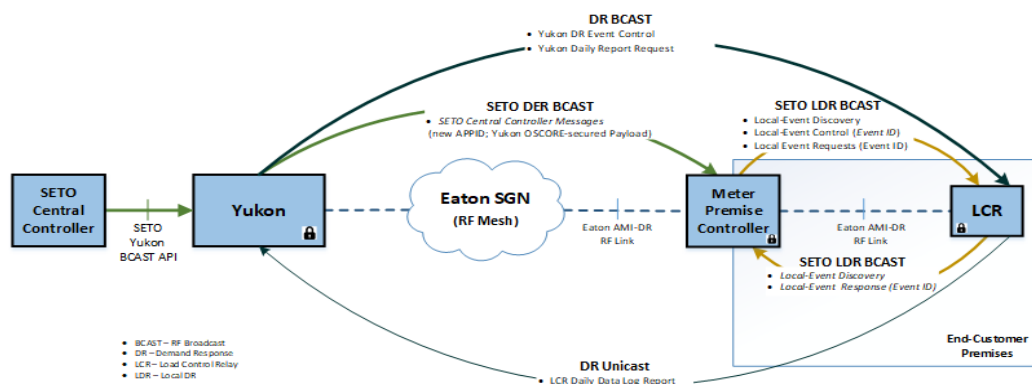 DR BCAST
• Yukon DR Event Control
• Yukon Daily Report Request
SETO DER BCAST
• SETO Central Controller Messages
(new APPID; Yukon OSCORE-secured Payload)
SETO LDR BCAST
• Local-Event Discovery
• Local-Event Control (Event ID)
• Local Event Requests (Event ID)
SETO
Central
Controller
SETO
Yukon
BCAST API
Yukon
Eaton SGN
(RF Mesh)
Eaton AMI-DR
RF Link
Meter
Premise
Controller
Eaton AMI-DR
RF Link
LCR
SETO LDR BCAST
• Local-Event Discovery
• Local-Event Response (Event ID)
End-Customer
Premises
• BCAST – RF Broadcast
• DR – Demand Response
• LCR – Load Control Relay
• LDR – Local DR
DR Unicast
• LCR Daily Data Log Report